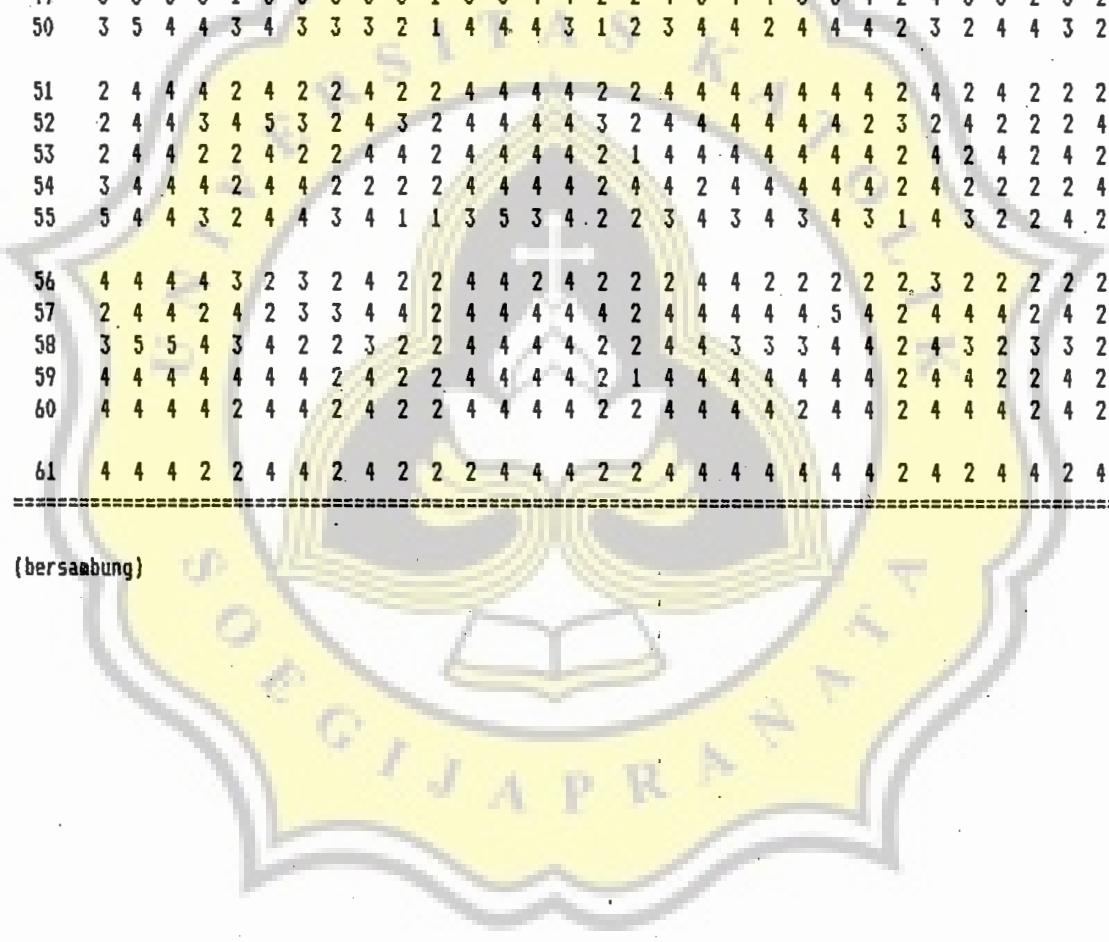 50 3 5 4 4 3 4 3 3 3 2 1 4 4 4 3 1 2 3 4 4 2 4 4 4 2 3 2 4 4 3 2
51 2 4 4 4 2 4 2 2 4 2 2 4 4 4 4 2 2 4 4 4 4 4 4 4 2 4 2 4 2 2 2
52 2 4 4 3 4 5 3 2 4 3 2 4 4 4 4 3 2 4 4 4 4 4 4 2 3 2 4 2 2 2 4
53 2 4 4 2 2 4 2 2 4 4 2 4 4 4 4 2 1 4 4 4 4 4 4 4 2 4 2 4 2 4 2
54 3 4 4 4 2 4 4 2 2 2 2 4 4 4 4 2 4 4 2 4 4 4 4 4 2 4 2 2 2 2 4
55 5 4 4 3 2 4 4 3 4 1 1 3 5 3 4 2 2 3 4 3 4 3 4 3 1 4 3 2 2 4 2
56 4 4 4 4 3 2 3 2 4 2 2 4 4 2 4 2 2 2 4 4 2 2 2 2 2 3 2 2 2 2 2
57 2 4 4 2 4 2 3 3 4 4 2 4 4 4 4 4 2 4 4 4 4 4 5 4 2 4 4 4 2 4 2
58 3 5 5 4 3 4 2 2 3 2 2 4 4 4 4 2 2 4 4 3 3 3 4 4 2 4 3 2 3 3 2
59 4 4 4 4 4 4 4 2 4 2 2 4 4 4 4 2 1 4 4 4 4 4 4 4 2 4 4 2 2 4 2
60 4 4 4 4 2 4 4 2 4 2 2 4 4 4 4 2 2 4 4 4 4 2 4 4 2 4 4 4 2 4 2
61 4 4 4 2 2 4 4 2 4 2 2 2 4 4 4 2 2 4 4 4 4 4 4 4 2 4 2 4 4 2 4
(bersambung)
UNIVERSITAS KATOLIK
SOEGIJAPRANATA